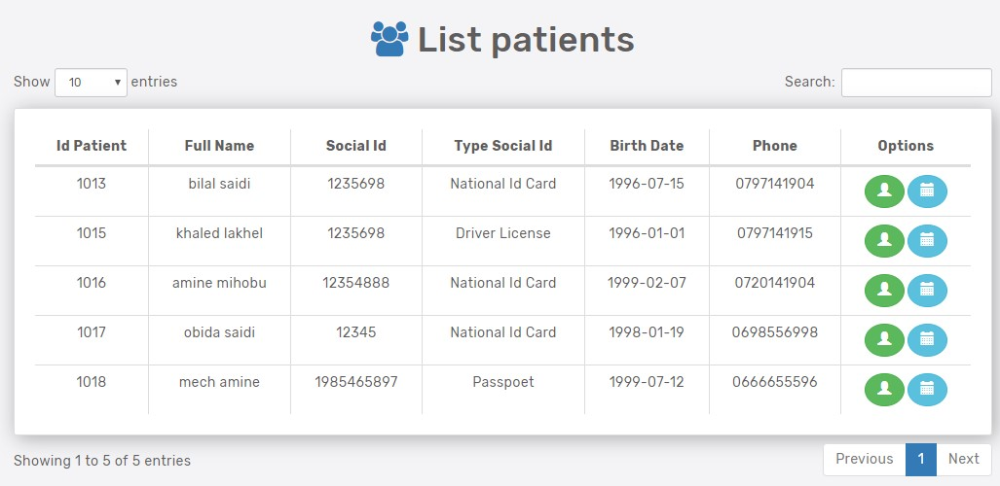 List patients
Show 10 entries Search:
Id Patient Full Name Social Id Type Social Id Birth Date Phone Options
1013 bilal saidi 1235698 National Id Card 1996-07-15 0797141904
1015 khaled lakhel 1235698 Driver License 1996-01-01 0797141915
1016 amine mihobu 12354888 National Id Card 1999-02-07 0720141904
1017 obida saidi 12345 National Id Card 1998-01-19 0698556998
1018 mech amine 1985465897 Passpoet 1999-07-12 0666655596
Showing 1 to 5 of 5 entries Previous 1 Next